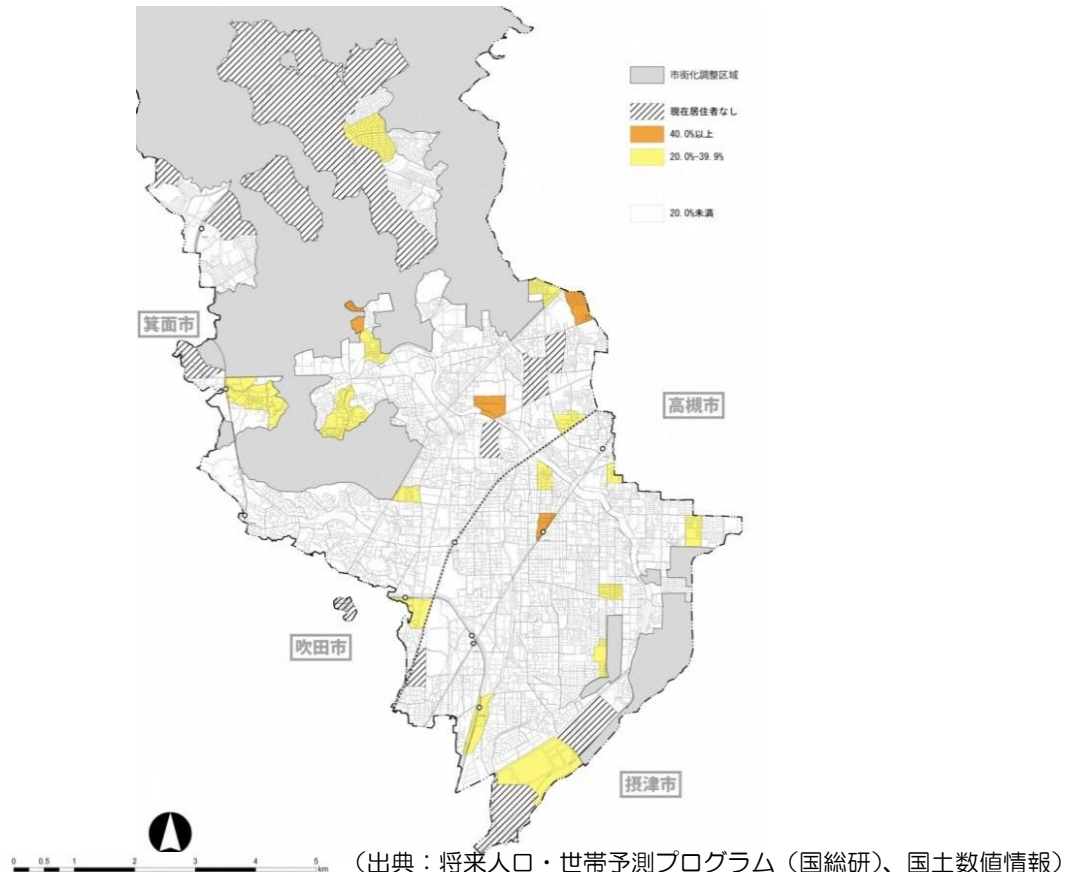 市街化調整区域
現在居住者なし
40.0%以上
20.0%-39.9%
20.0%未満
箕面市
高槻市
吹田市
摂津市
0 0.5 1 2 3 4 5
km
（出典：将来人口・世帯予測プログラム（国総研）、国土数値情報）